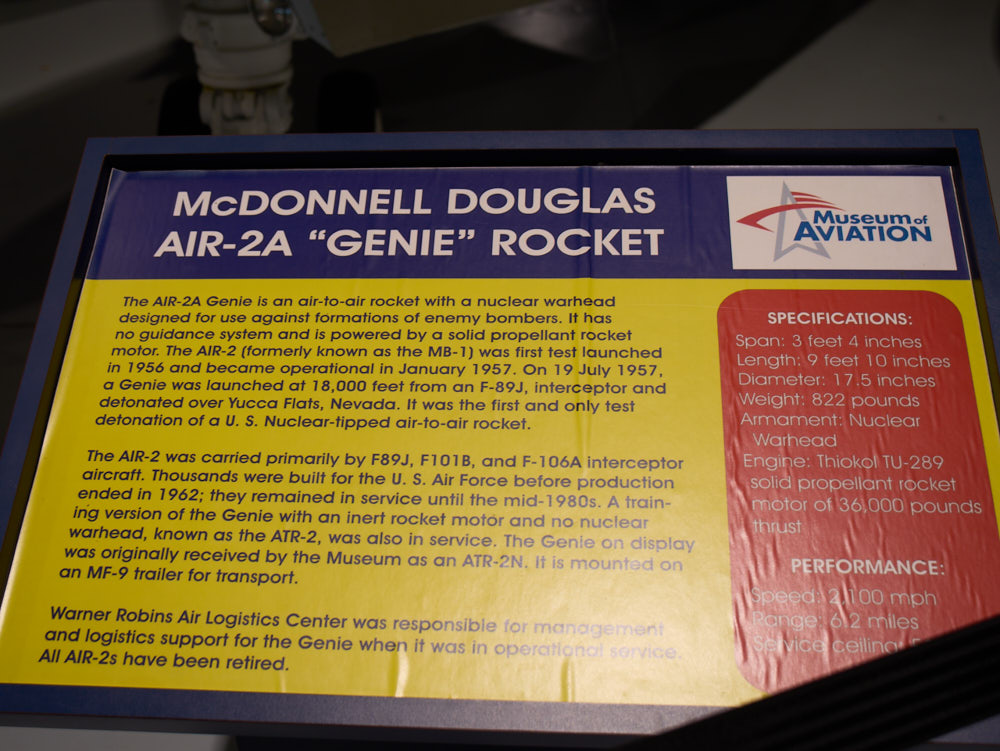 McDONNELL DOUGLAS
AIR-2A “GENIE” ROCKET
Museum of
AVIATION
The AIR-2A Genie is an air-to-air rocket with a nuclear warhead
designed for use against formations of enemy bombers. It has
no guidance system and is powered by a solid propellant rocket
motor. The AIR-2 (formerly known as the MB-1) was first test launched
in 1956 and became operational in January 1957. On 19 July 1957,
a Genie was launched at 18,000 feet from an F-89J, interceptor and
detonated over Yucca Flats, Nevada. It was the first and only test
detonation of a U. S. Nuclear-tipped air-to-air rocket.
The AIR-2 was carried primarily by F89J, F101B, and F-106A interceptor
aircraft. Thousands were built for the U. S. Air Force before production
ended in 1962; they remained in service until the mid-1980s. A train-
ing version of the Genie with an inert rocket motor and no nuclear
warhead, known as the ATR-2, was also in service. The Genie on display
was originally received by the Museum as an ATR-2N. It is mounted on
an MF-9 trailer for transport.
Warner Robins Air Logistics Center was responsible for management
and logistics support for the Genie when it was in operational service.
All AIR-2s have been retired.
SPECIFICATIONS:
Span: 3 feet 4 inches
Length: 9 feet 10 inches
Diameter: 17.5 inches
Weight: 822 pounds
Armament: Nuclear
Warhead
Engine: Thiokol TU-289
solid propellant rocket
motor of 36,000 pounds
thrust
PERFORMANCE:
Speed: 2,100 mph
Range: 6.2 miles
Service ceiling: